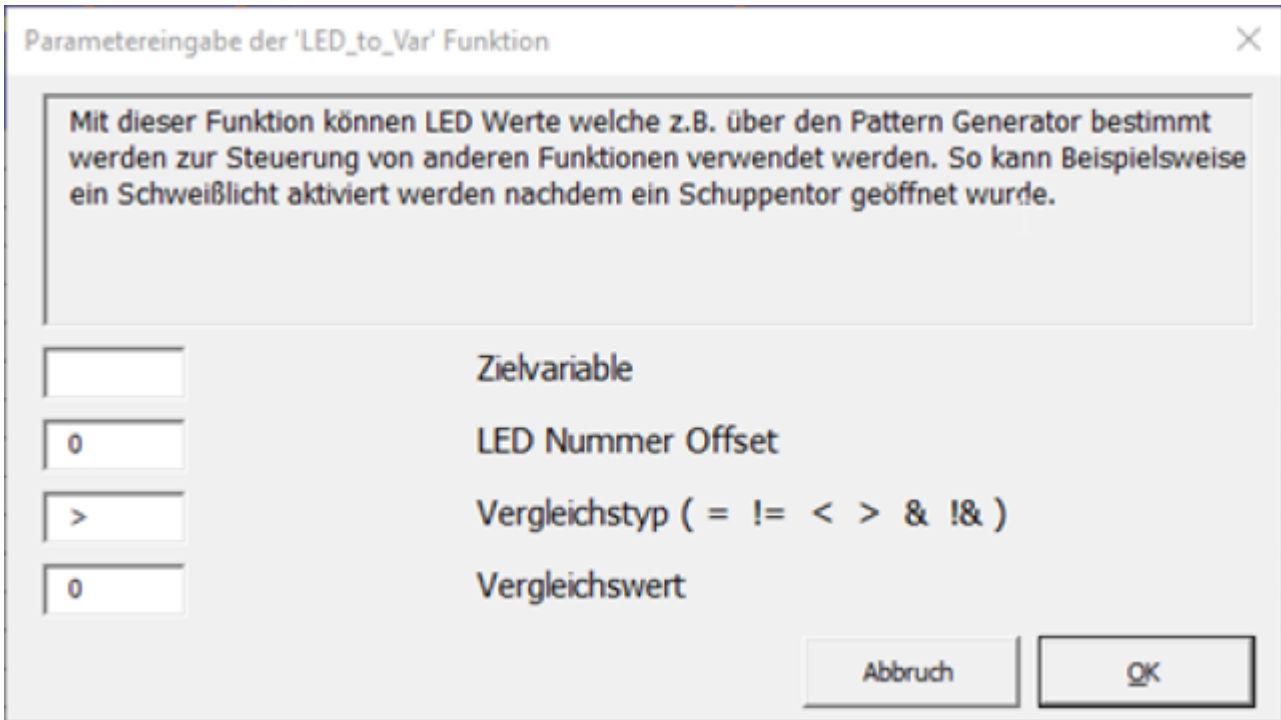 Parametereingabe der 'LED_to_Var' Funktion
Mit dieser Funktion können LED Werte welche z.B. über den Pattern Generator bestimmt
werden zur Steuerung von anderen Funktionen verwendet werden. So kann Beispielsweise
ein Schweißlicht aktiviert werden nachdem ein Schuppentor geöffnet wurde.
Zielvariable
0 LED Nummer Offset
> Vergleichstyp ( = != < > & !& )
0 Vergleichswert
Abbruch OK